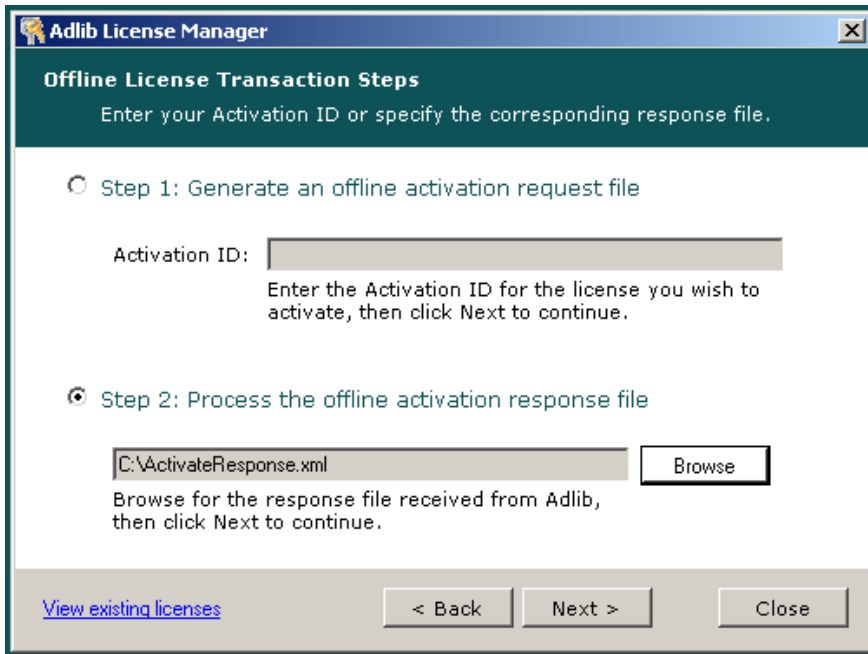 Adlib License Manager
Offline License Transaction Steps
Enter your Activation ID or specify the corresponding response file.
Step 1: Generate an offline activation request file
Activation ID:
Enter the Activation ID for the license you wish to
activate, then click Next to continue.
Step 2: Process the offline activation response file
C:\ActivateResponse.xml
Browse
Browse for the response file received from Adlib,
then click Next to continue.
View existing licenses
< Back
Next >
Close